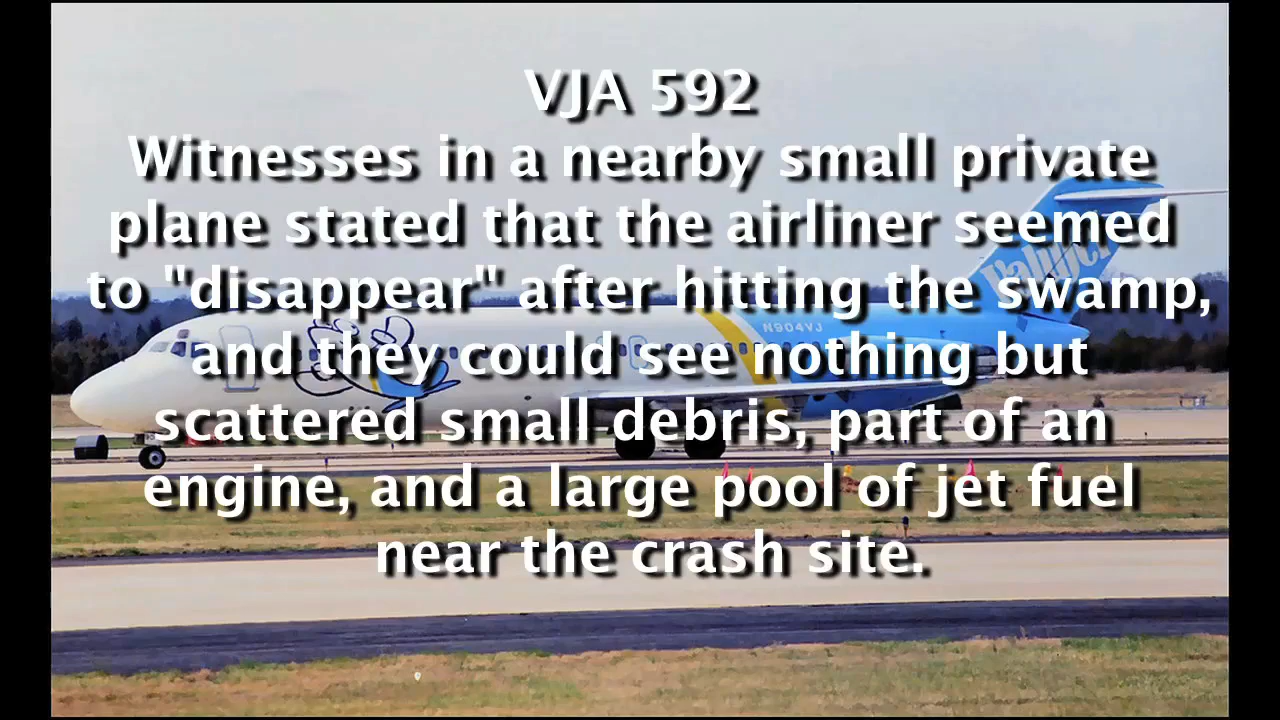 VJA 592
Witnesses in a nearby small private
plane stated that the airliner seemed
to "disappear" after hitting the swamp,
and they could see nothing but
scattered small debris, part of an
engine, and a large pool of jet fuel
near the crash site.
ValuJet
N904VJ